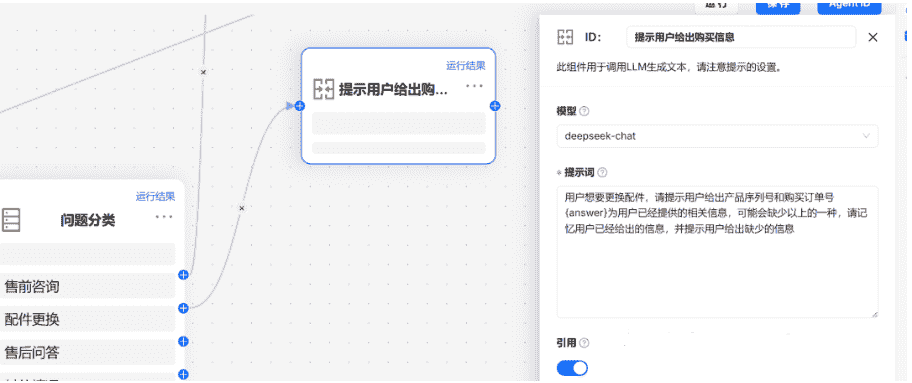 运行
保存
Agent ID
ID:
提示用户给出购买信息
此组件用于调用LLM生成文本，请注意提示的设置。
运行结果
提示用户给出购...
模型
deepseek-chat
* 提示词
用户想要更换配件，请提示用户给出产品序列号和购买订单号
{answer}为用户已经提供的相关信息，可能会缺少以上的一种，请记
忆用户已经给出的信息，并提示用户给出缺少的信息
运行结果
问题分类
售前咨询
配件更换
售后问答
引用